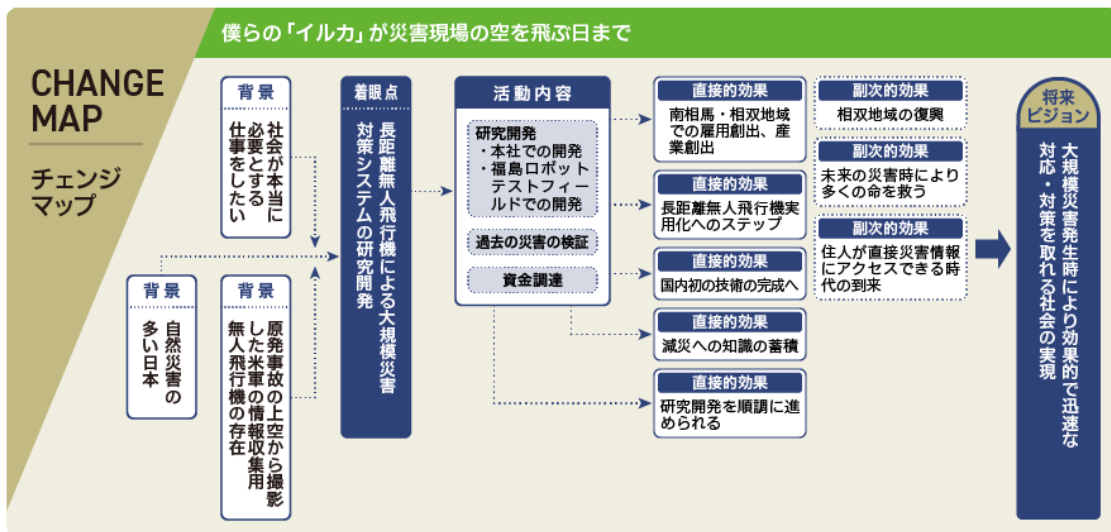 僕らの「イルカ」が災害現場の空を飛ぶ日まで
CHANGE
MAP
チェンジ
マップ
背景
社会が本当に
必要とする
仕事をしたい
背景
自然災害の
多い日本
背景
原発事故の上空から撮影
した米軍の情報収集用
無人飛行機の存在
着眼点
長距離無人飛行機による大規模災害
対策システムの研究開発
活動内容
研究開発
・本社での開発
・福島ロボット
テストフィー
ルドでの開発
過去の災害の検証
資金調達
直接的効果
南相馬・相双地域
での雇用創出、産
業創出
直接的効果
長距離無人飛行機実
用化へのステップ
直接的効果
国内初の技術の完成へ
直接的効果
減災への知識の蓄積
直接的効果
研究開発を順調に進
められる
副次的効果
相双地域の復興
副次的効果
未来の災害時により
多くの命を救う
副次的効果
住人が直接災害情報
にアクセスできる時
代の到来
将来
ビジョン
大規模災害発生時により効果的で迅速な
対応・対策を取れる社会の実現